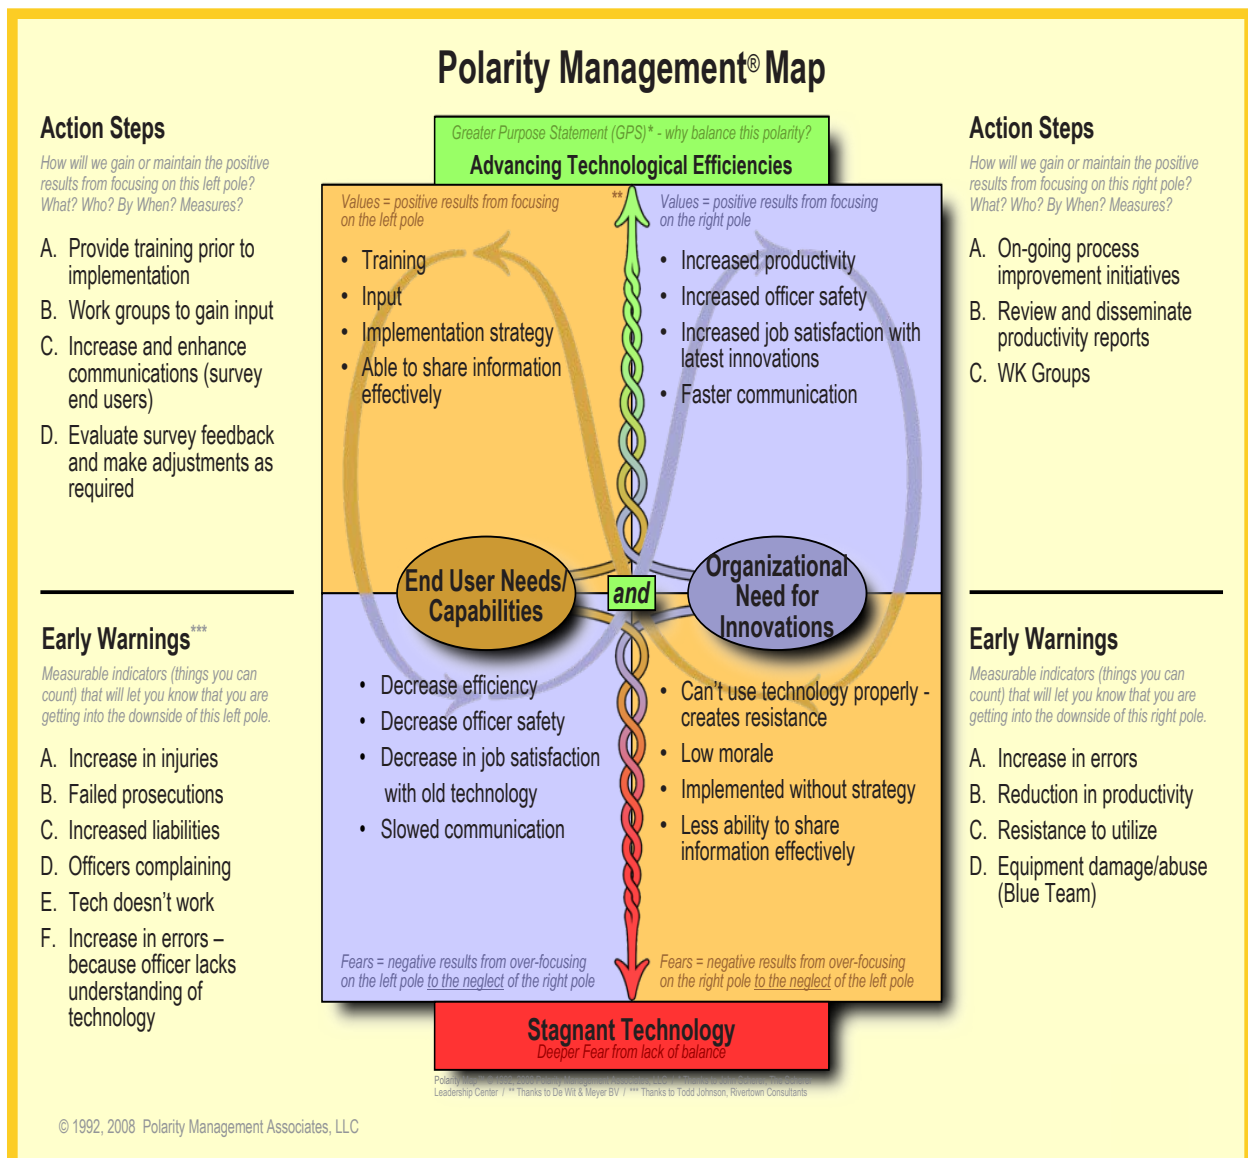 Polarity Management® Map
Action Steps
How will we gain or maintain the positive
results from focusing on this left pole?
What? Who? By When? Measures?
A. Provide training prior to
implementation
B. Work groups to gain input
C. Increase and enhance
communications (survey
end users)
D. Evaluate survey feedback
and make adjustments as
required
Early Warnings***
Measurable indicators (things you can
count) that will let you know that you are
getting into the downside of this left pole.
A. Increase in injuries
B. Failed prosecutions
C. Increased liabilities
D. Officers complaining
E. Tech doesn't work
F. Increase in errors –
because officer lacks
understanding of
technology
Greater Purpose Statement (GPS)* - why balance this polarity?
Advancing Technological Efficiencies
**
Values = positive results from focusing
on the left pole
• Training
• Input
• Implementation strategy
• Able to share information
effectively
Values = positive results from focusing
on the right pole
• Increased productivity
• Increased officer safety
• Increased job satisfaction with
latest innovations
• Faster communication
End User Needs/
Capabilities
and
Organizational
Need for
Innovations
• Decrease efficiency
• Decrease officer safety
• Decrease in job satisfaction
with old technology
• Slowed communication
Fears = negative results from over-focusing
on the left pole to the neglect of the right pole
• Can't use technology properly -
creates resistance
• Low morale
• Implemented without strategy
• Less ability to share
information effectively
Fears = negative results from over-focusing
on the right pole to the neglect of the left pole
Stagnant Technology
Deeper Fear from lack of balance
Action Steps
How will we gain or maintain the positive
results from focusing on this right pole?
What? Who? By When? Measures?
A. On-going process
improvement initiatives
B. Review and disseminate
productivity reports
C. WK Groups
Early Warnings
Measurable indicators (things you can
count) that will let you know that you are
getting into the downside of this right pole.
A. Increase in errors
B. Reduction in productivity
C. Resistance to utilize
D. Equipment damage/abuse
(Blue Team)
Polarity Map
Leadership Center / ** Thanks to De Wit & Meyer BV / *** Thanks to Todd Johnson, Rivertown Consultants
© 1992, 2008 Polarity Management Associates, LLC